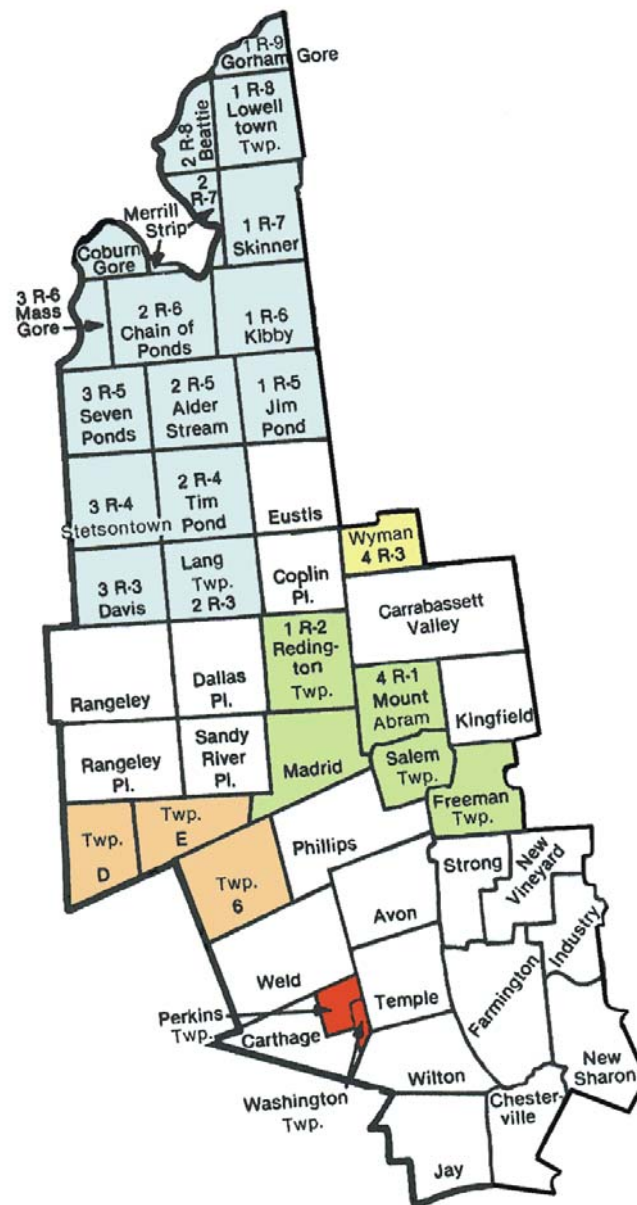 1 R-9
Gorham Gore
1 R-8
Lowell
town
Twp.
2 R-8
Beattie
2
R-7
Merrill
Strip
1 R-7
Skinner
Coburn
Gore
3 R-6
Mass
Gore
2 R-6
Chain of
Ponds
1 R-6
Kibby
3 R-5
Seven
Ponds
2 R-5
Alder
Stream
1 R-5
Jim
Pond
3 R-4
Stetsontown
2 R-4
Tim
Pond
Eustis
Wyman
4 R-3
3 R-3
Davis
Lang
Twp.
2 R-3
Coplin
Pl.
Carrabassett
Valley
Rangeley
Dallas
Pl.
1 R-2
Reding-
ton
Twp.
4 R-1
Mount
Abram
Kingfield
Rangeley
Pl.
Sandy
River
Pl.
Madrid
Salem
Twp.
Freeman
Twp.
Twp.
D
Twp.
E
Twp.
6
Phillips
Strong
New
Vineyard
Avon
Industry
Weld
Temple
Farmington
Perkins
Twp.
Carthage
New
Sharon
Washington
Twp.
Wilton
Chester-
ville
Jay